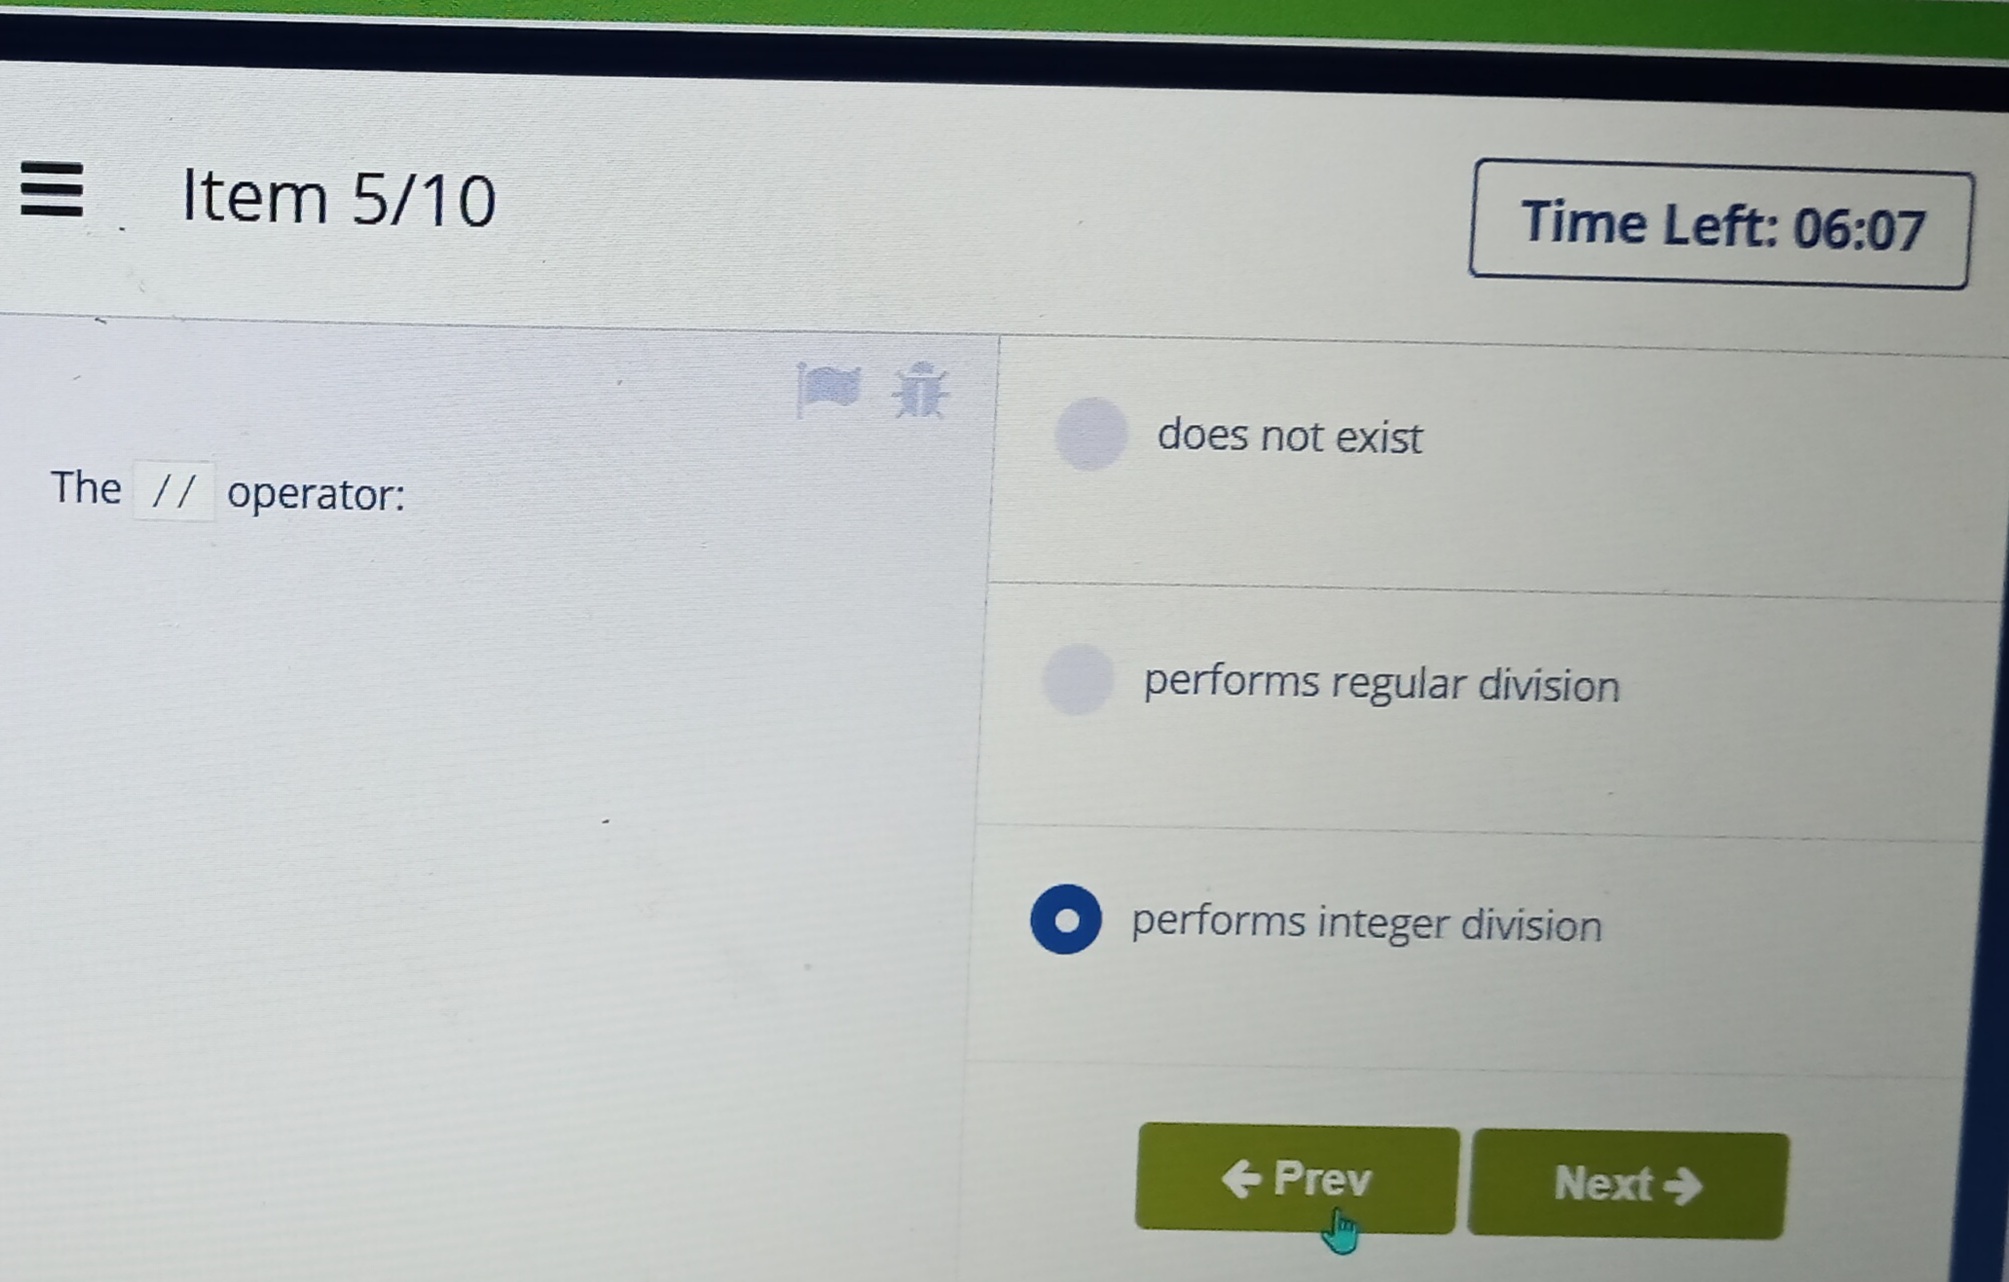 Item 5/10
Time Left: 06:07
The // operator:
does not exist
performs regular division
performs integer division
← Prev
Next →